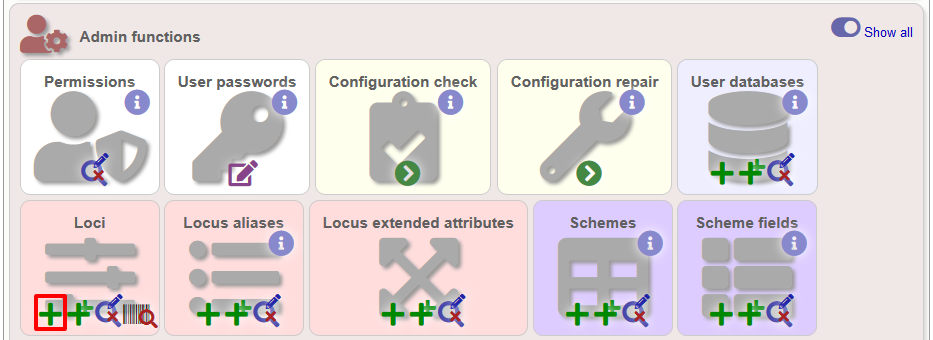 Admin functions
Show all
Permissions
User passwords
Configuration check
Configuration repair
User databases
Loci
Locus aliases
Locus extended attributes
Schemes
Scheme fields